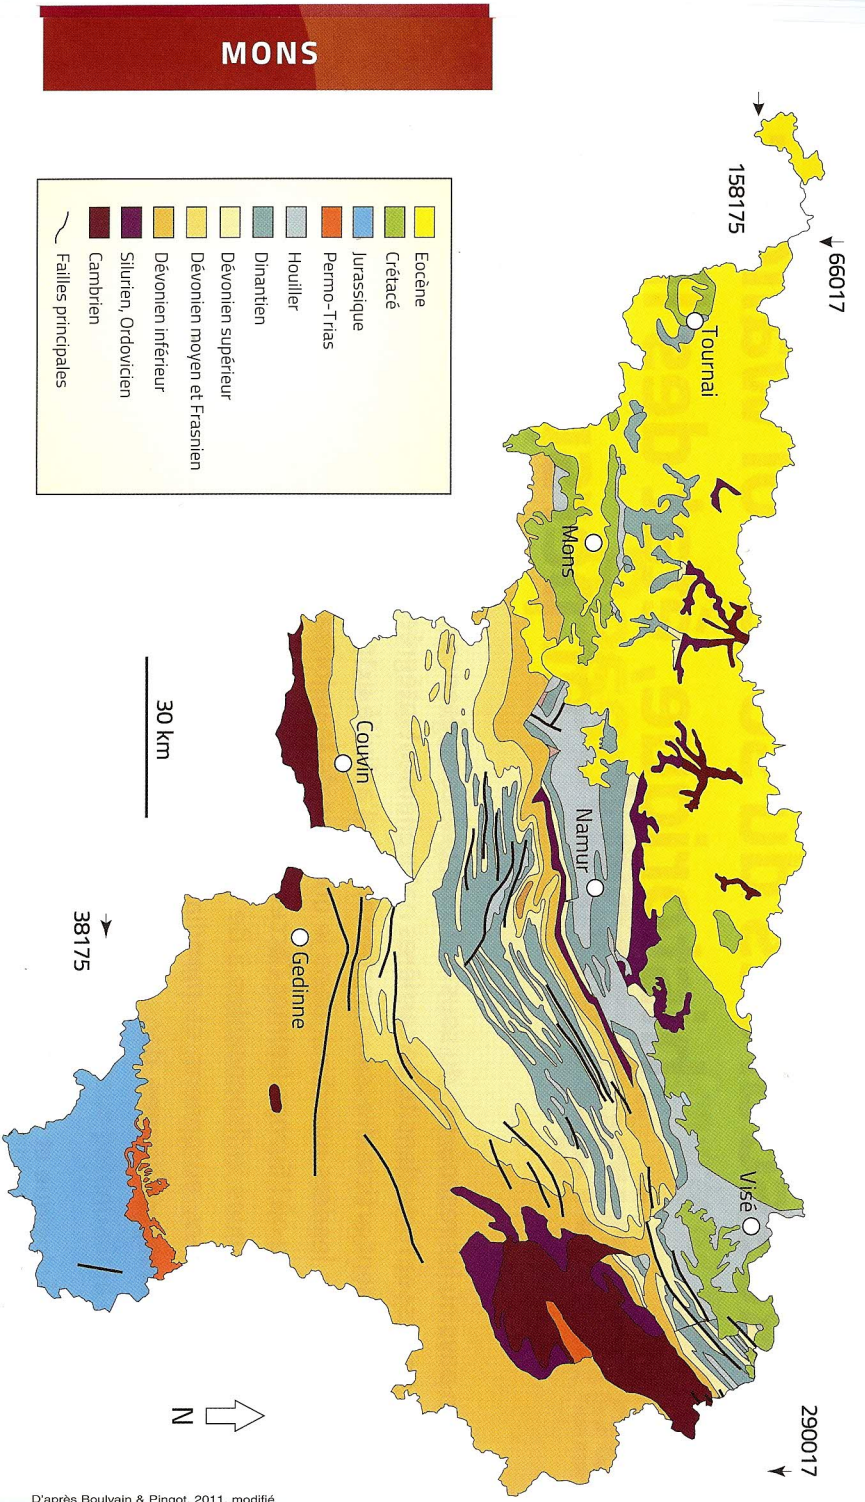 MONS
158175
66017
Tournai
Mons
Couvin
Namur
Gedinne
Visé
38175
290017
30 km
N
Eocène
Crétacé
Jurassique
Permo-Trias
Houiller
Dinantien
Dévonien supérieur
Dévonien moyen et Frasnien
Dévonien inférieur
Silurien, Ordovicien
Cambrien
Failles principales
D'après Boulvain & Pingot, 2011, modifié